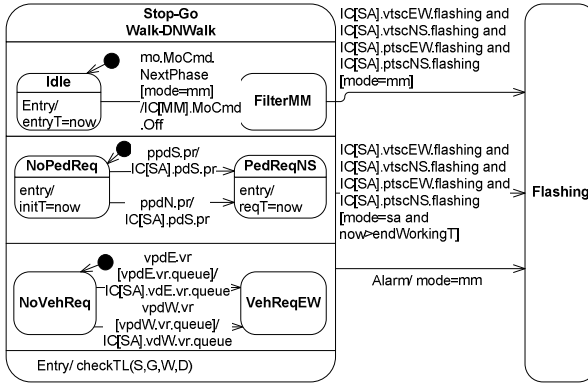 Stop-Go
Walk-DNWalk
Idle
Entry/
entryT=now
mo.MoCmd.
NextPhase
[mode=mm]
/IC[MM].MoCmd
.Off
FilterMM
IC[SA].vtscEW.flashing and
IC[SA].vtscNS.flashing and
IC[SA].ptscEW.flashing and
IC[SA].ptscNS.flashing
[mode=mm]
NoPedReq
entry/
initT=now
ppdS.pr/
IC[SA].pdS.pr
ppdN.pr/
IC[SA].pdS.pr
PedReqNS
entry/
reqT=now
IC[SA].vtscEW.flashing and
IC[SA].vtscNS.flashing and
IC[SA].ptscEW.flashing and
IC[SA].ptscNS.flashing
[mode=sa and
now>endWorkingT]
Flashing
NoVehReq
vpdE.vr
[vpdE.vr.queue]/
IC[SA].vdE.vr.queue
vpdW.vr
[vpdW.vr.queue]/
IC[SA].vdW.vr.queue
VehReqEW
Alarm/ mode=mm
Entry/ checkTL(S,G,W,D)